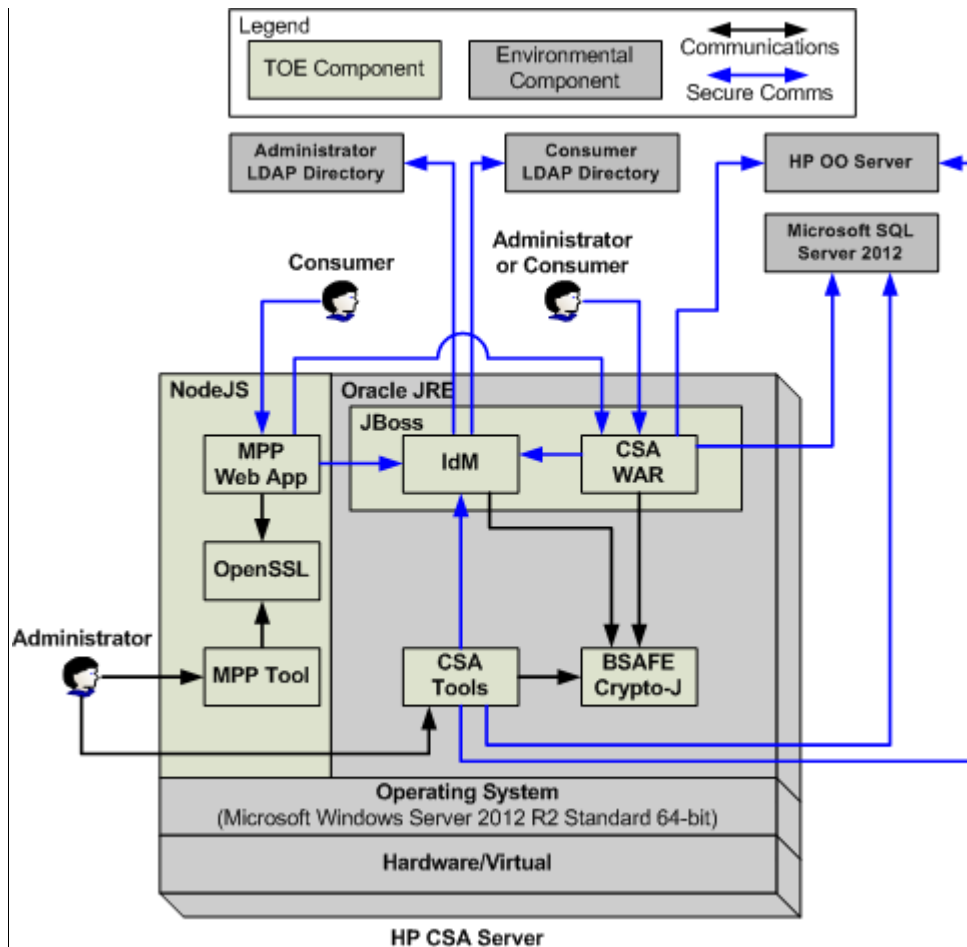 Legend
TOE Component
Environmental
Component
Communications
Secure Comms
Administrator
LDAP Directory
Consumer
LDAP Directory
HP OO Server
Microsoft SQL
Server 2012
Consumer
Administrator
or Consumer
NodeJS
Oracle JRE
JBoss
MPP
Web App
IdM
CSA
WAR
OpenSSL
Administrator
MPP Tool
CSA
Tools
BSAFE
Crypto-J
Operating System
(Microsoft Windows Server 2012 R2 Standard 64-bit)
Hardware/Virtual
HP CSA Server